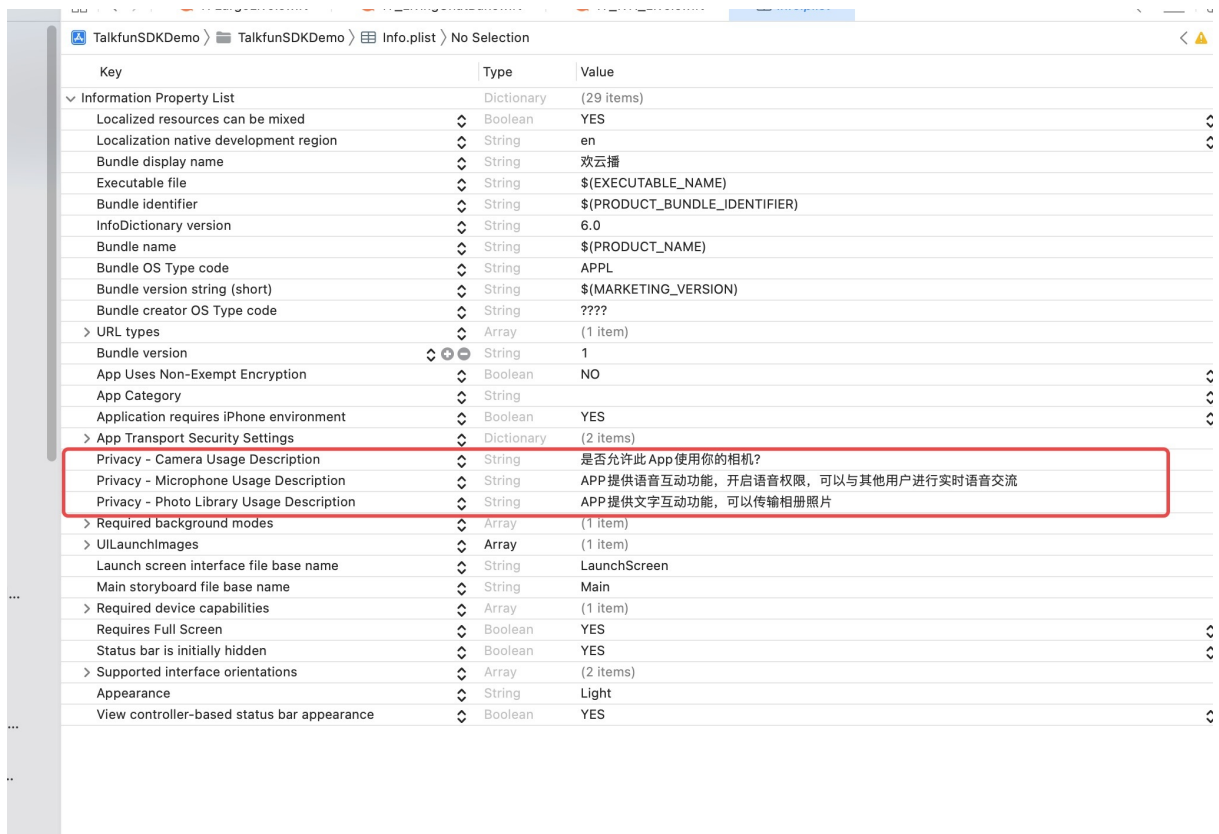 TalkfunSDKDemo 〉 TalkfunSDKDemo 〉 Info.plist 〉 No Selection
Key Type Value
Information Property List Dictionary (29 items)
Localized resources can be mixed Boolean YES
Localization native development region String en
Bundle display name String 欢云播
Executable file String $(EXECUTABLE_NAME)
Bundle identifier String $(PRODUCT_BUNDLE_IDENTIFIER)
InfoDictionary version String 6.0
Bundle name String $(PRODUCT_NAME)
Bundle OS Type code String APPL
Bundle version string (short) String $(MARKETING_VERSION)
Bundle creator OS Type code String ????
URL types Array (1 item)
Bundle version String 1
App Uses Non-Exempt Encryption Boolean NO
App Category String
Application requires iPhone environment Boolean YES
App Transport Security Settings Dictionary (2 items)
Privacy - Camera Usage Description String 是否允许此App使用你的相机?
Privacy - Microphone Usage Description String APP提供语音互动功能，开启语音权限，可以与其他用户进行实时语音交流
Privacy - Photo Library Usage Description String APP提供文字互动功能，可以传输相册照片
Required background modes Array (1 item)
UILaunchImages Array (1 item)
Launch screen interface file base name String LaunchScreen
Main storyboard file base name String Main
Required device capabilities Array (1 item)
Requires Full Screen Boolean YES
Status bar is initially hidden Boolean YES
Supported interface orientations Array (2 items)
Appearance String Light
View controller-based status bar appearance Boolean YES